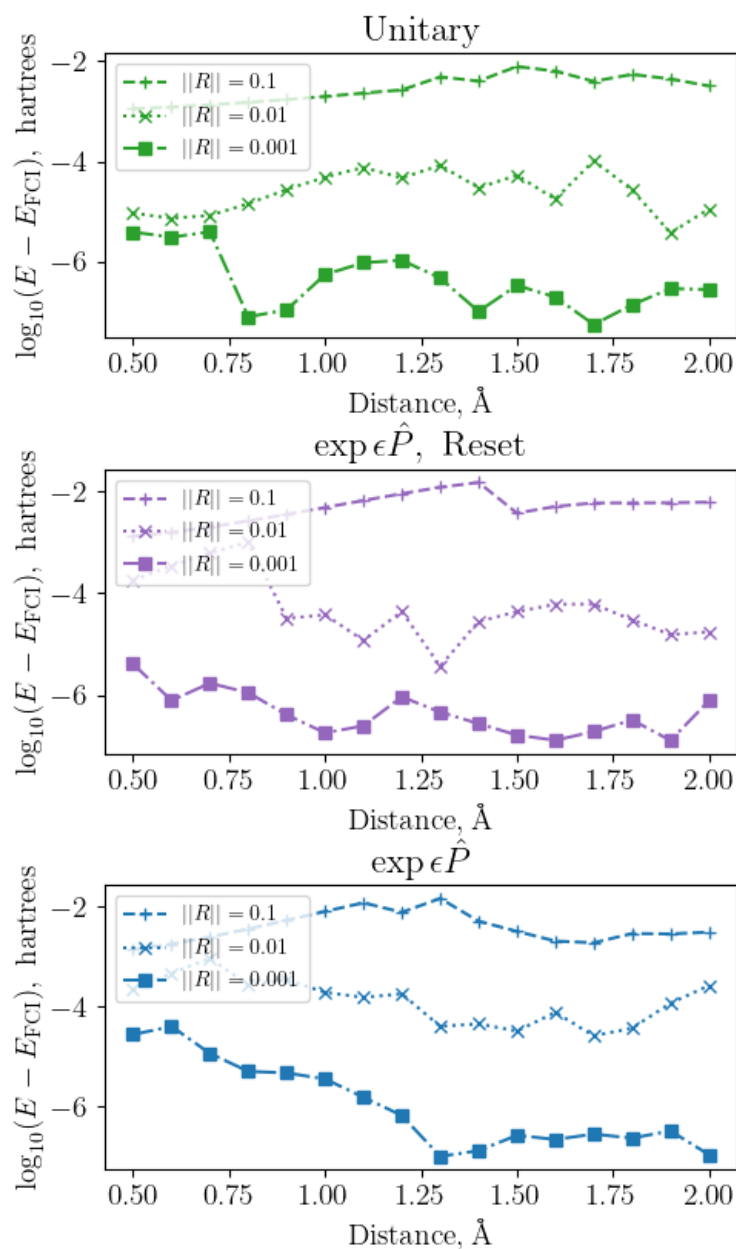 Unitary
log₁₀(E − E_FCI), hartrees
−2
−4
−6
||R|| = 0.1
||R|| = 0.01
||R|| = 0.001
0.50 0.75 1.00 1.25 1.50 1.75 2.00
Distance, Å
exp ϵP̂, Reset
log₁₀(E − E_FCI), hartrees
−2
−4
−6
||R|| = 0.1
||R|| = 0.01
||R|| = 0.001
0.50 0.75 1.00 1.25 1.50 1.75 2.00
Distance, Å
exp ϵP̂
log₁₀(E − E_FCI), hartrees
−2
−4
−6
||R|| = 0.1
||R|| = 0.01
||R|| = 0.001
0.50 0.75 1.00 1.25 1.50 1.75 2.00
Distance, Å